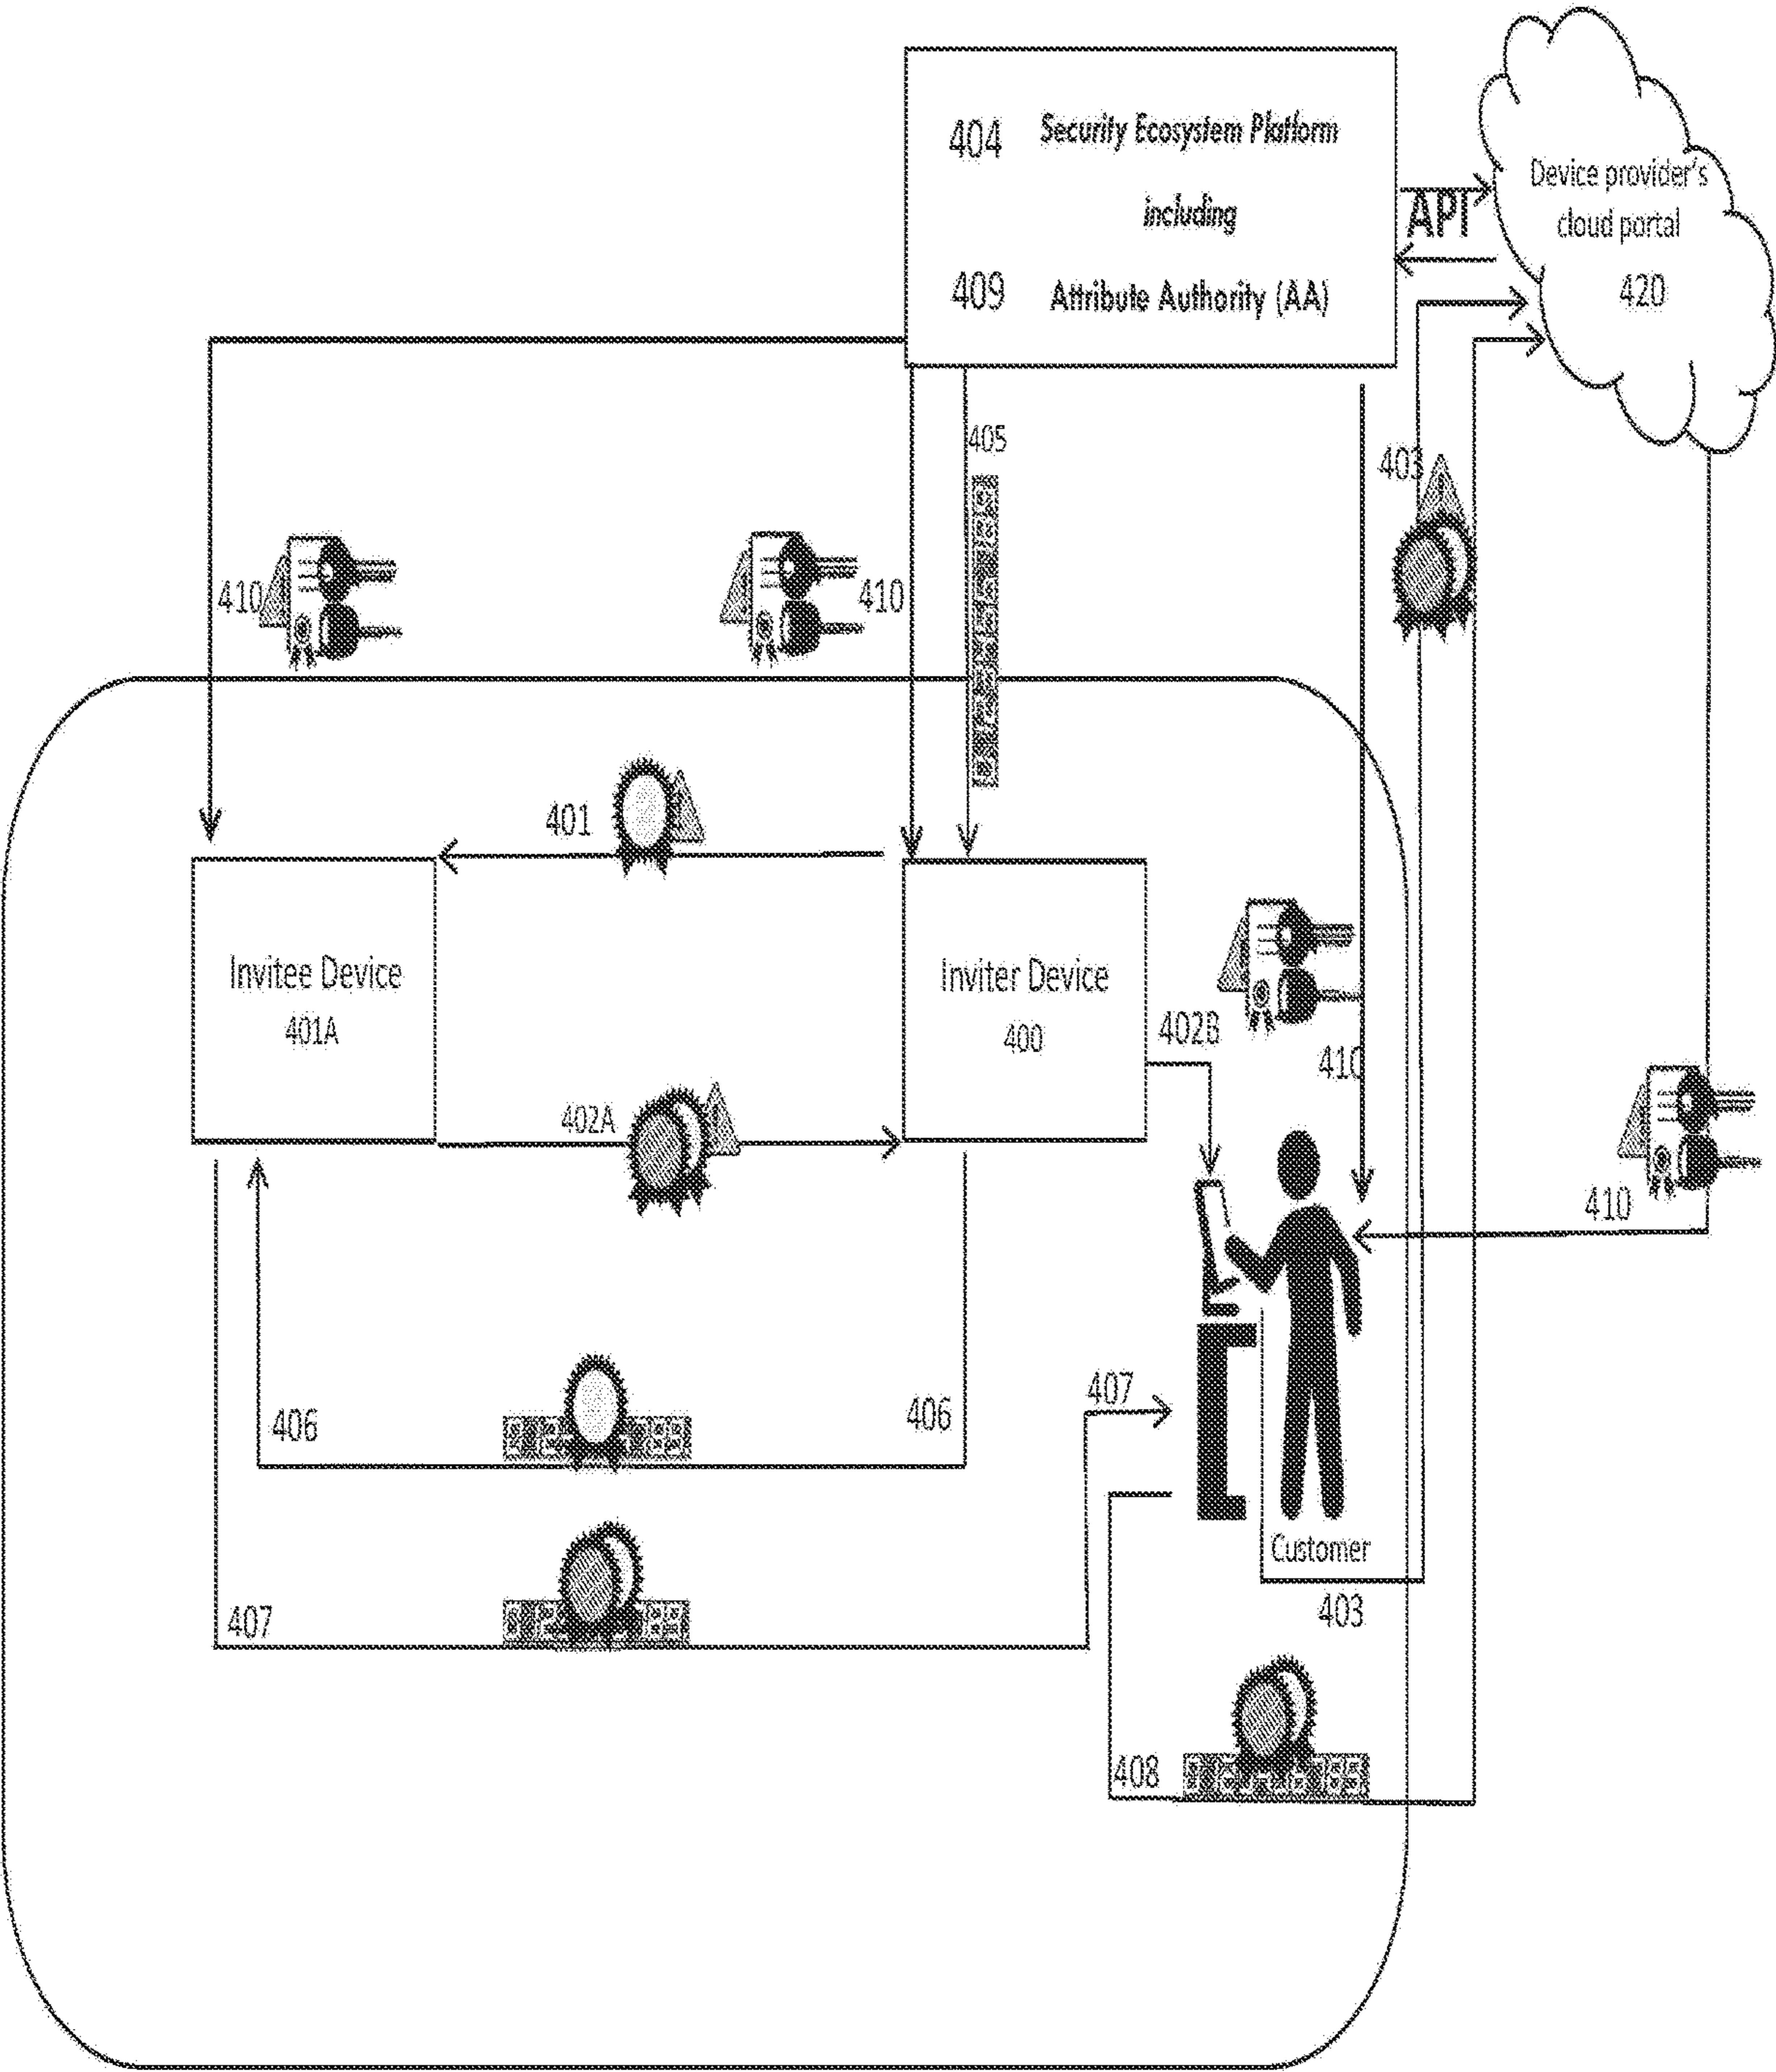 404 Security Ecosystem Platform
including
409 Attribute Authority (AA)
API
Device provider's
cloud portal
420
405
403
410
410
401
Invitee Device
401A
Inviter Device
400
402B
410
402A
410
406
406
407
Customer
403
407
408